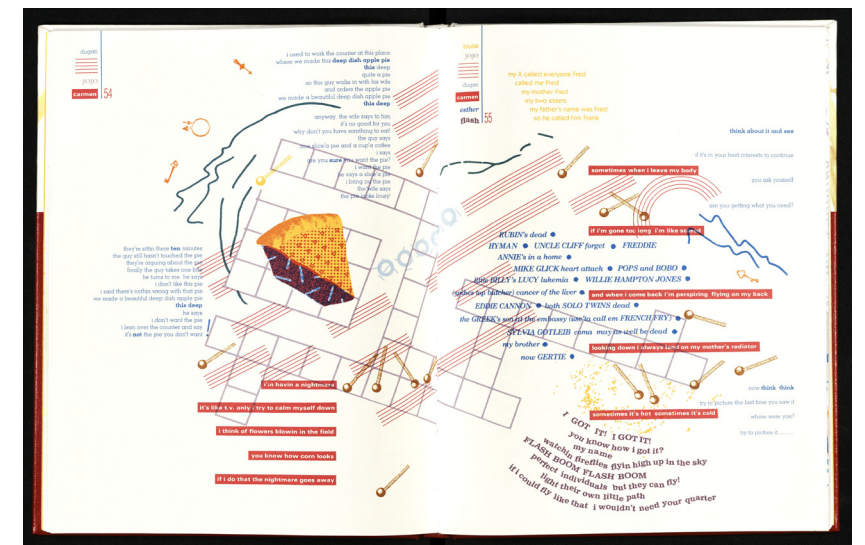 dugan
carmen 54
i used to work the counter at this place
where we made this deep dish apple pie
this deep
quite a pie
so this guy walks in with his wife
and orders the apple pie
we made a beautiful deep dish apple pie
this deep
anyway the wife says to him
it's no good for you
why don't you have somthing to eat!
the guy says
one slice'a pie and a cup'a coffee
i says
are you sure you want the pie?
i want the pie
he says a slice'a pie
i bring on the pie
the wife says
the pie looks lousy!
they're sittin there ten minutes
the guy still hasn't touched the pie
they're arguing about the pie
finally the guy takes one bite
he turns to me he says
i don't like this pie
i said there's nothin wrong with that pie
we made a beautiful deep dish apple pie
this deep
he says
i don't want the pie
i lean over the counter and say
it's not the pie you don't want
i'm havin a nightmare
it's like t.v. only i try to calm myself down
i think of flowers blowin in the field
you know how corn looks
if i do that the nightmare goes away
dugan
carmen
esther
flash 55
my X called everyone Fred
called me Fred
my mother Fred
my two sisters
my father's name was Fred
so he called him Frank
think about it and see
if it's in your best interests to continue
you ask yourself
are you getting what you need?
sometimes when i leave my body
if i'm gone too long i'm like scared
and when i come back i'm perspiring flying on my back
looking down i always land on my mother's radiator
sometimes it's hot sometimes it's cold
RUBIN's dead
HYMAN UNCLE CLIFF forget FREDDIE
ANNIE's in a home
MIKE GLICK heart attack POPS and BOBO
little BILLY's LUCY lukemia WILLIE HAMPTON JONES
cancer of the liver
EDDIE CANNON both SOLO TWINS dead
the GREEK's son at the embassy (use'ta call em FRENCH FRY)
SYLVIA GOTLEIB coma may as well be dead
my brother
now GERTIE
now think think
try to picture the last time you saw it
where were you?
try to picture it.........
I GOT IT! I GOT IT!
you know how i got it?
my name
watchin fireflies flyin high up in the sky
FLASH BOOM FLASH BOOM
perfect individuals but they can fly!
light their own little path
if i could fly like that i wouldn't need your quarter